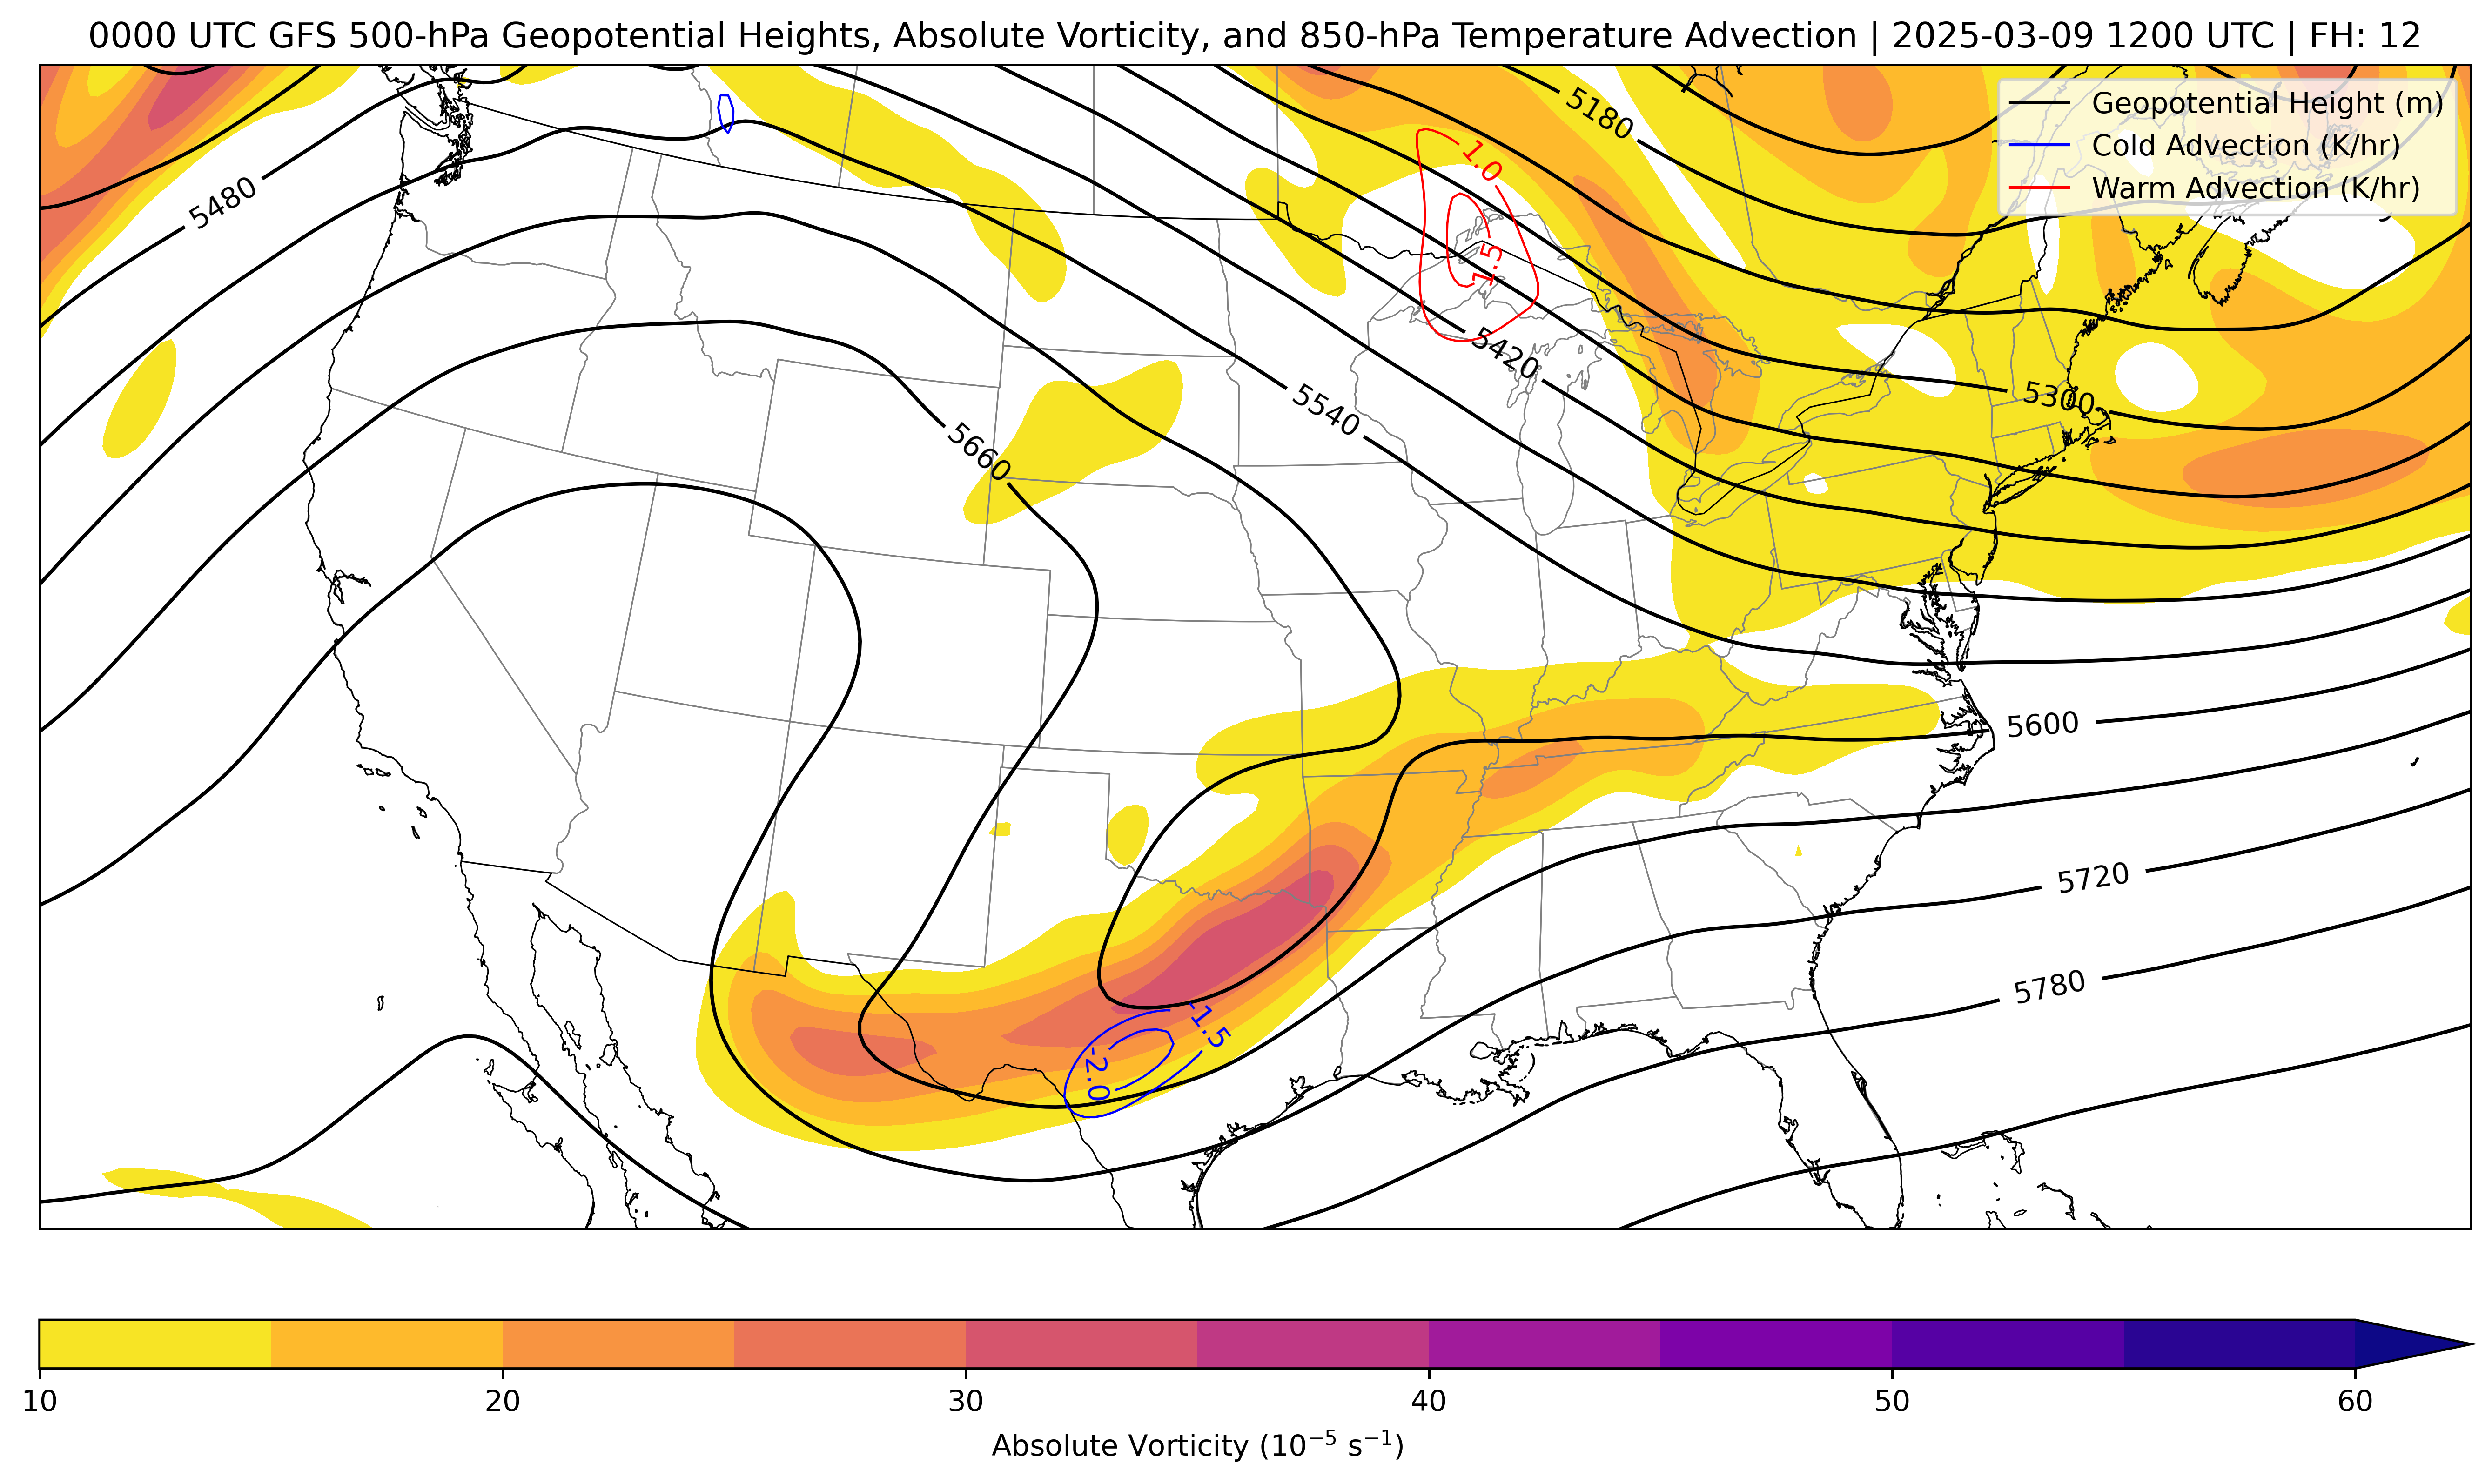 0000 UTC GFS 500-hPa Geopotential Heights, Absolute Vorticity, and 850-hPa Temperature Advection | 2025-03-09 1200 UTC | FH: 12
Geopotential Height (m)
Cold Advection (K/hr)
Warm Advection (K/hr)
5180
1.0
5480
1.5
5420
5540
5300
5660
5600
5720
5780
-1.5
-2.0
10 20 30 40 50 60
Absolute Vorticity (10⁻⁵ s⁻¹)